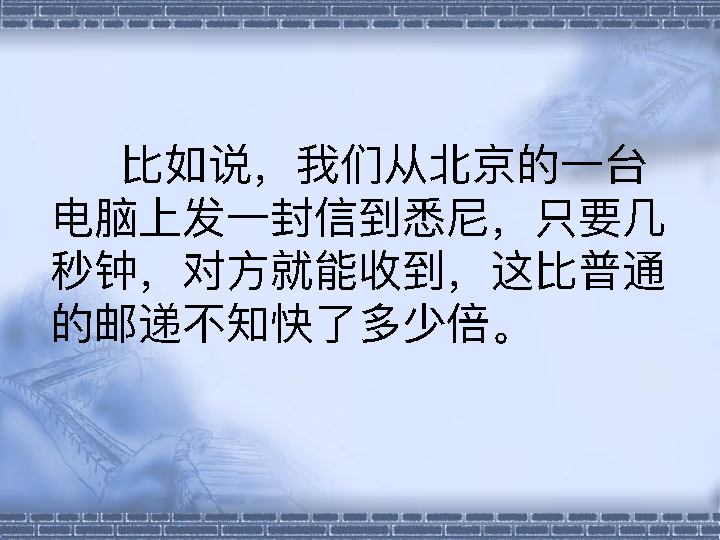 比如说，我们从北京的一台
电脑上发一封信到悉尼，只要几
秒钟，对方就能收到，这比普通
的邮递不知快了多少倍。